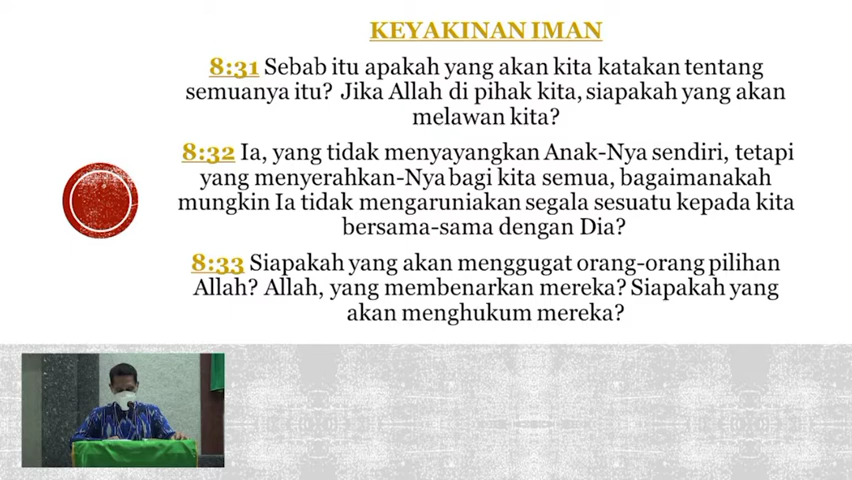 KEYAKINAN IMAN
8:31 Sebab itu apakah yang akan kita katakan tentang
semuanya itu? Jika Allah di pihak kita, siapakah yang akan
melawan kita?
8:32 Ia, yang tidak menyayangkan Anak-Nya sendiri, tetapi
yang menyerahkan-Nya bagi kita semua, bagaimanakah
mungkin Ia tidak mengaruniakan segala sesuatu kepada kita
bersama-sama dengan Dia?
8:33 Siapakah yang akan menggugat orang-orang pilihan
Allah? Allah, yang membenarkan mereka? Siapakah yang
akan menghukum mereka?